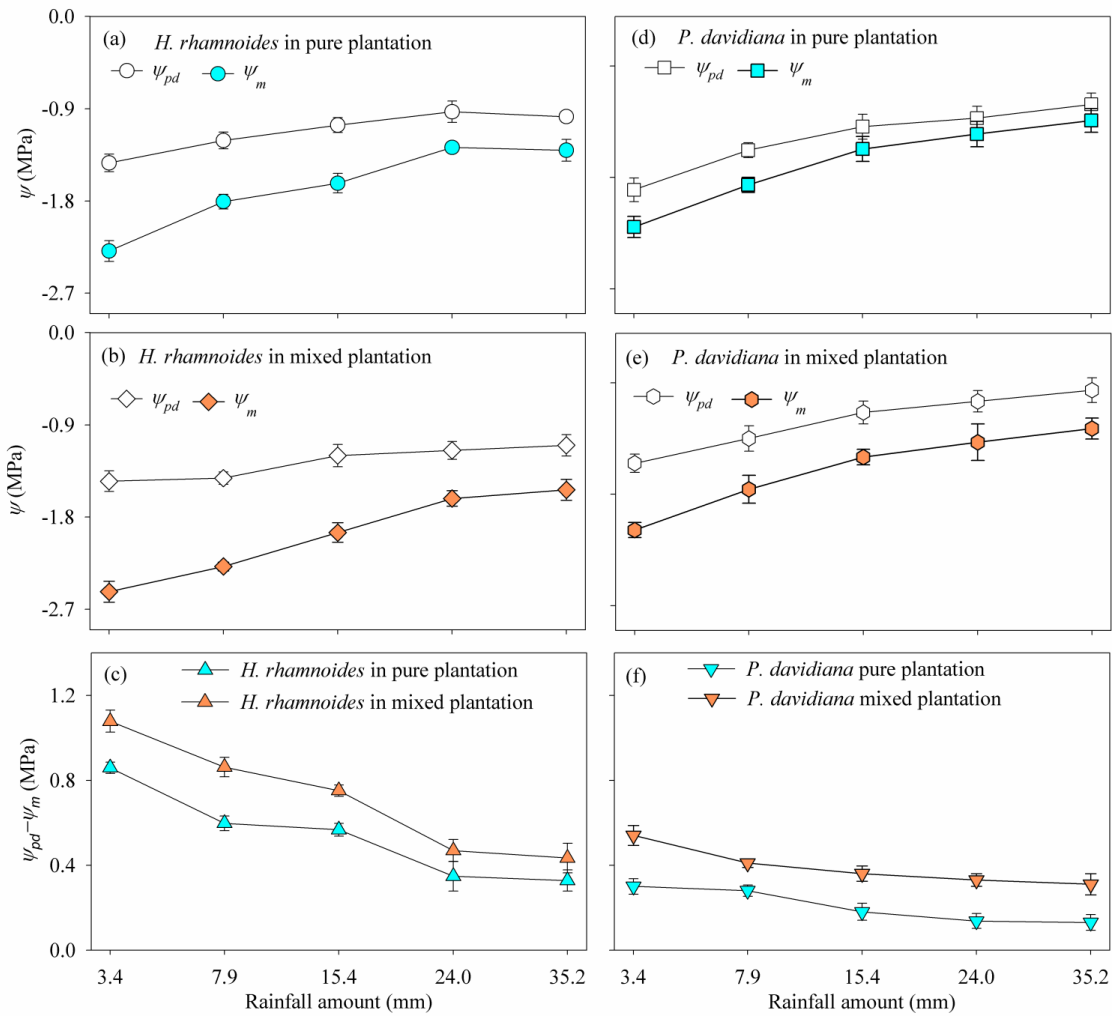 (a) H. rhamnoides in pure plantation
ψpd ψm
0.0
-0.9
-1.8
-2.7
ψ (MPa)
(d) P. davidiana in pure plantation
ψpd ψm
(b) H. rhamnoides in mixed plantation
ψpd ψm
0.0
-0.9
-1.8
-2.7
ψ (MPa)
(e) P. davidiana in mixed plantation
ψpd ψm
(c) H. rhamnoides in pure plantation
H. rhamnoides in mixed plantation
1.2
0.8
0.4
0.0
ψpd−ψm (MPa)
3.4 7.9 15.4 24.0 35.2
Rainfall amount (mm)
(f) P. davidiana pure plantation
P. davidiana mixed plantation
3.4 7.9 15.4 24.0 35.2
Rainfall amount (mm)